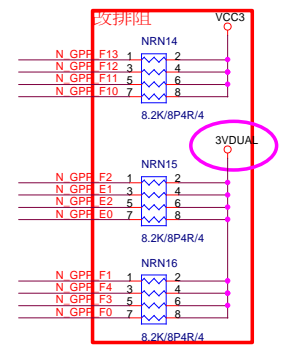 改排阻
VCC3
NRN14
N_GPP_F13 1 2
N_GPP_F12 3 4
N_GPP_F11 5 6
N_GPP_F10 7 8
8.2K/8P4R/4
3VDUAL
NRN15
N_GPP_F2 1 2
N_GPP_E1 3 4
N_GPP_E2 5 6
N_GPP_E0 7 8
8.2K/8P4R/4
NRN16
N_GPP_F1 1 2
N_GPP_F4 3 4
N_GPP_F3 5 6
N_GPP_F0 7 8
8.2K/8P4R/4